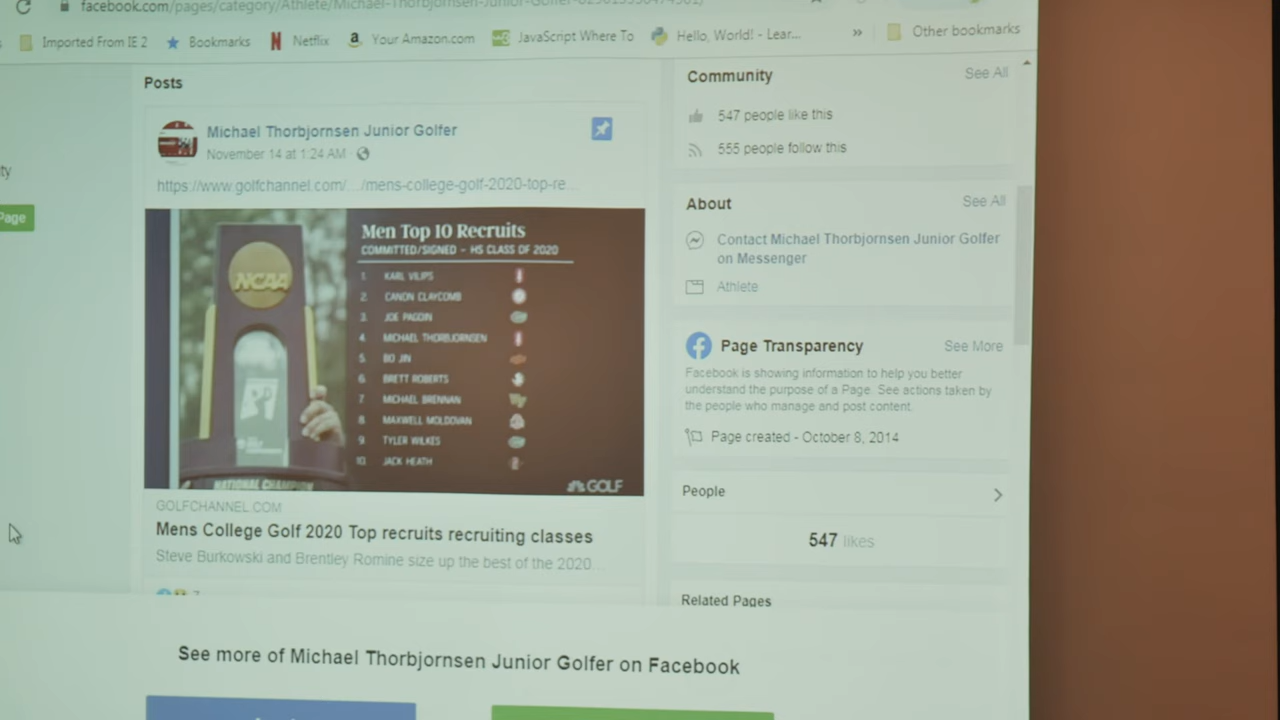 facebook.com/pages/category/Athlete/Michael-Thorbjornsen-Junior-Golfer-
Imported From IE 2
Bookmarks
Netflix
Your Amazon.com
JavaScript Where To
Hello, World! - Lear...
»
Other bookmarks
ty
Page
Posts
Michael Thorbjornsen Junior Golfer
November 14 at 1:24 AM
https://www.golfchannel.com/.../mens-college-golf-2020-top-re...
NCAA
NATIONAL CHAMPION
Men Top 10 Recruits
COMMITTED/SIGNED - HS CLASS OF 2020
1. KARL VILIPS
2. CANON CLAYCOMB
3. JOE PAGDIN
4. MICHAEL THORBJORNSEN
5. BO JIN
6. BRETT ROBERTS
7. MICHAEL BRENNAN
8. MAXWELL MOLDOVAN
9. TYLER WILKES
10. JACK HEATH
GOLF
GOLFCHANNEL.COM
Mens College Golf 2020 Top recruits recruiting classes
Steve Burkowski and Brentley Romine size up the best of the 2020...
7
Community
See All
547 people like this
555 people follow this
About
See All
Contact Michael Thorbjornsen Junior Golfer
on Messenger
Athlete
Page Transparency
See More
Facebook is showing information to help you better
understand the purpose of a Page. See actions taken by
the people who manage and post content.
Page created - October 8, 2014
People
547 likes
Related Pages
See more of Michael Thorbjornsen Junior Golfer on Facebook